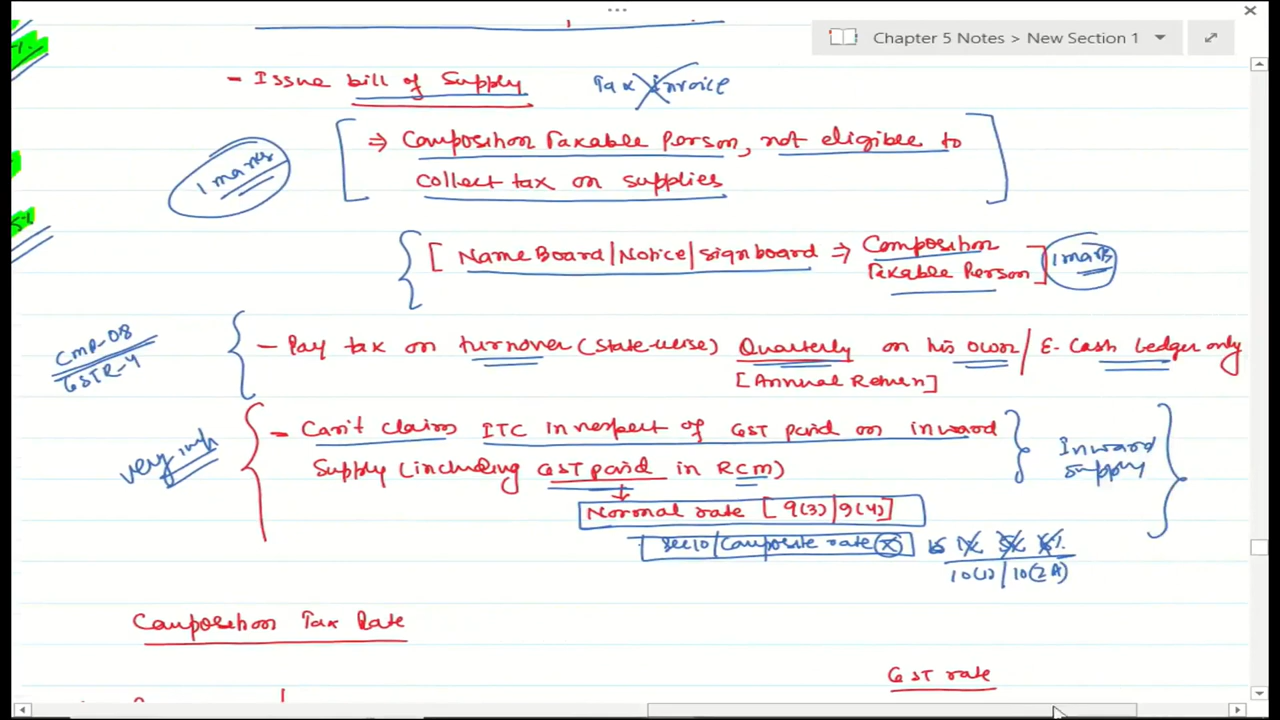 Chapter 5 Notes > New Section 1
- Issue bill of Supply Tax invoice
1 marks
⇒ Composition Taxable Person, not eligible to
collect tax on supplies
[Name Board/Notice/Signboard ⇒ Composition
Taxable Person] 1 mark
CMP-08
GSTR-4
- Pay tax on turnover (State-wise) Quarterly on his own / E-Cash Ledger only
[Annual Return]
very imp
- Can't claim ITC in respect of GST paid on inward
Supply (including GST paid in RCM)
Inward
supply
Normal rate [9(3)|9(4)]
sec10/Composite rate (X) 1% 5% 6%
10(1)|10(2A)
Composition Tax Rate
GST rate